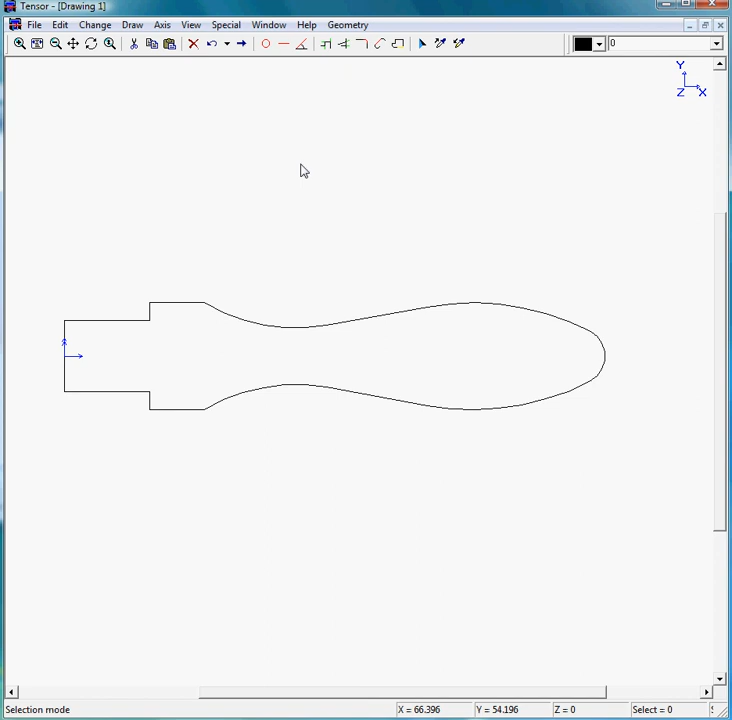 Tensor - [Drawing 1]
File Edit Change Draw Axis View Special Window Help Geometry
0
Y
Z X
Selection mode X = 66.396 Y = 54.196 Z = 0 Select = 0